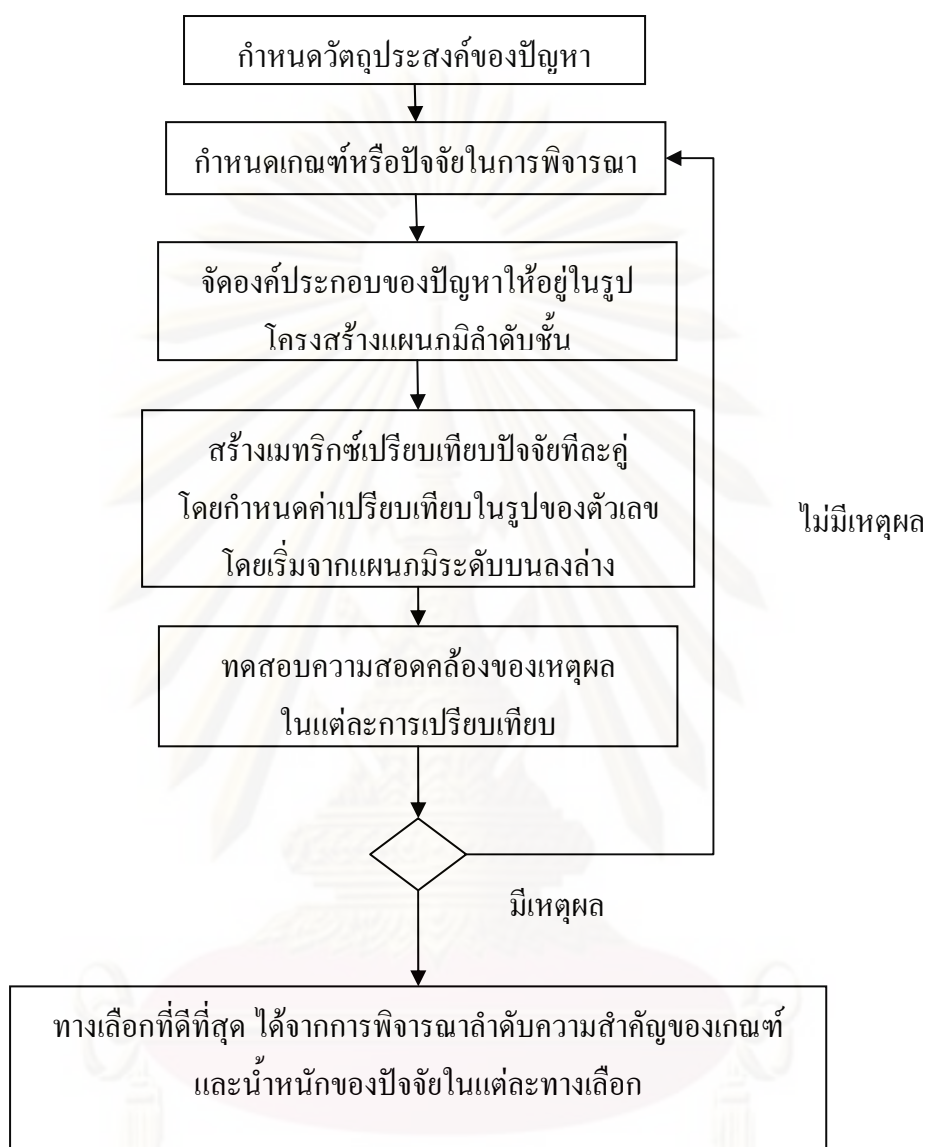 กำหนดวัตถุประสงค์ของปัญหา
กำหนดเกณฑ์หรือปัจจัยในการพิจารณา
จัดองค์ประกอบของปัญหาให้อยู่ในรูป
โครงสร้างแผนภูมิลำดับชั้น
สร้างเมทริกซ์เปรียบเทียบปัจจัยทีละคู่
โดยกำหนดค่าเปรียบเทียบในรูปของตัวเลข
โดยเริ่มจากแผนภูมิระดับบนลงล่าง
ไม่มีเหตุผล
ทดสอบความสอดคล้องของเหตุผล
ในแต่ละการเปรียบเทียบ
มีเหตุผล
ทางเลือกที่ดีที่สุด ได้จากการพิจารณาลำดับความสำคัญของเกณฑ์
และน้ำหนักของปัจจัยในแต่ละทางเลือก